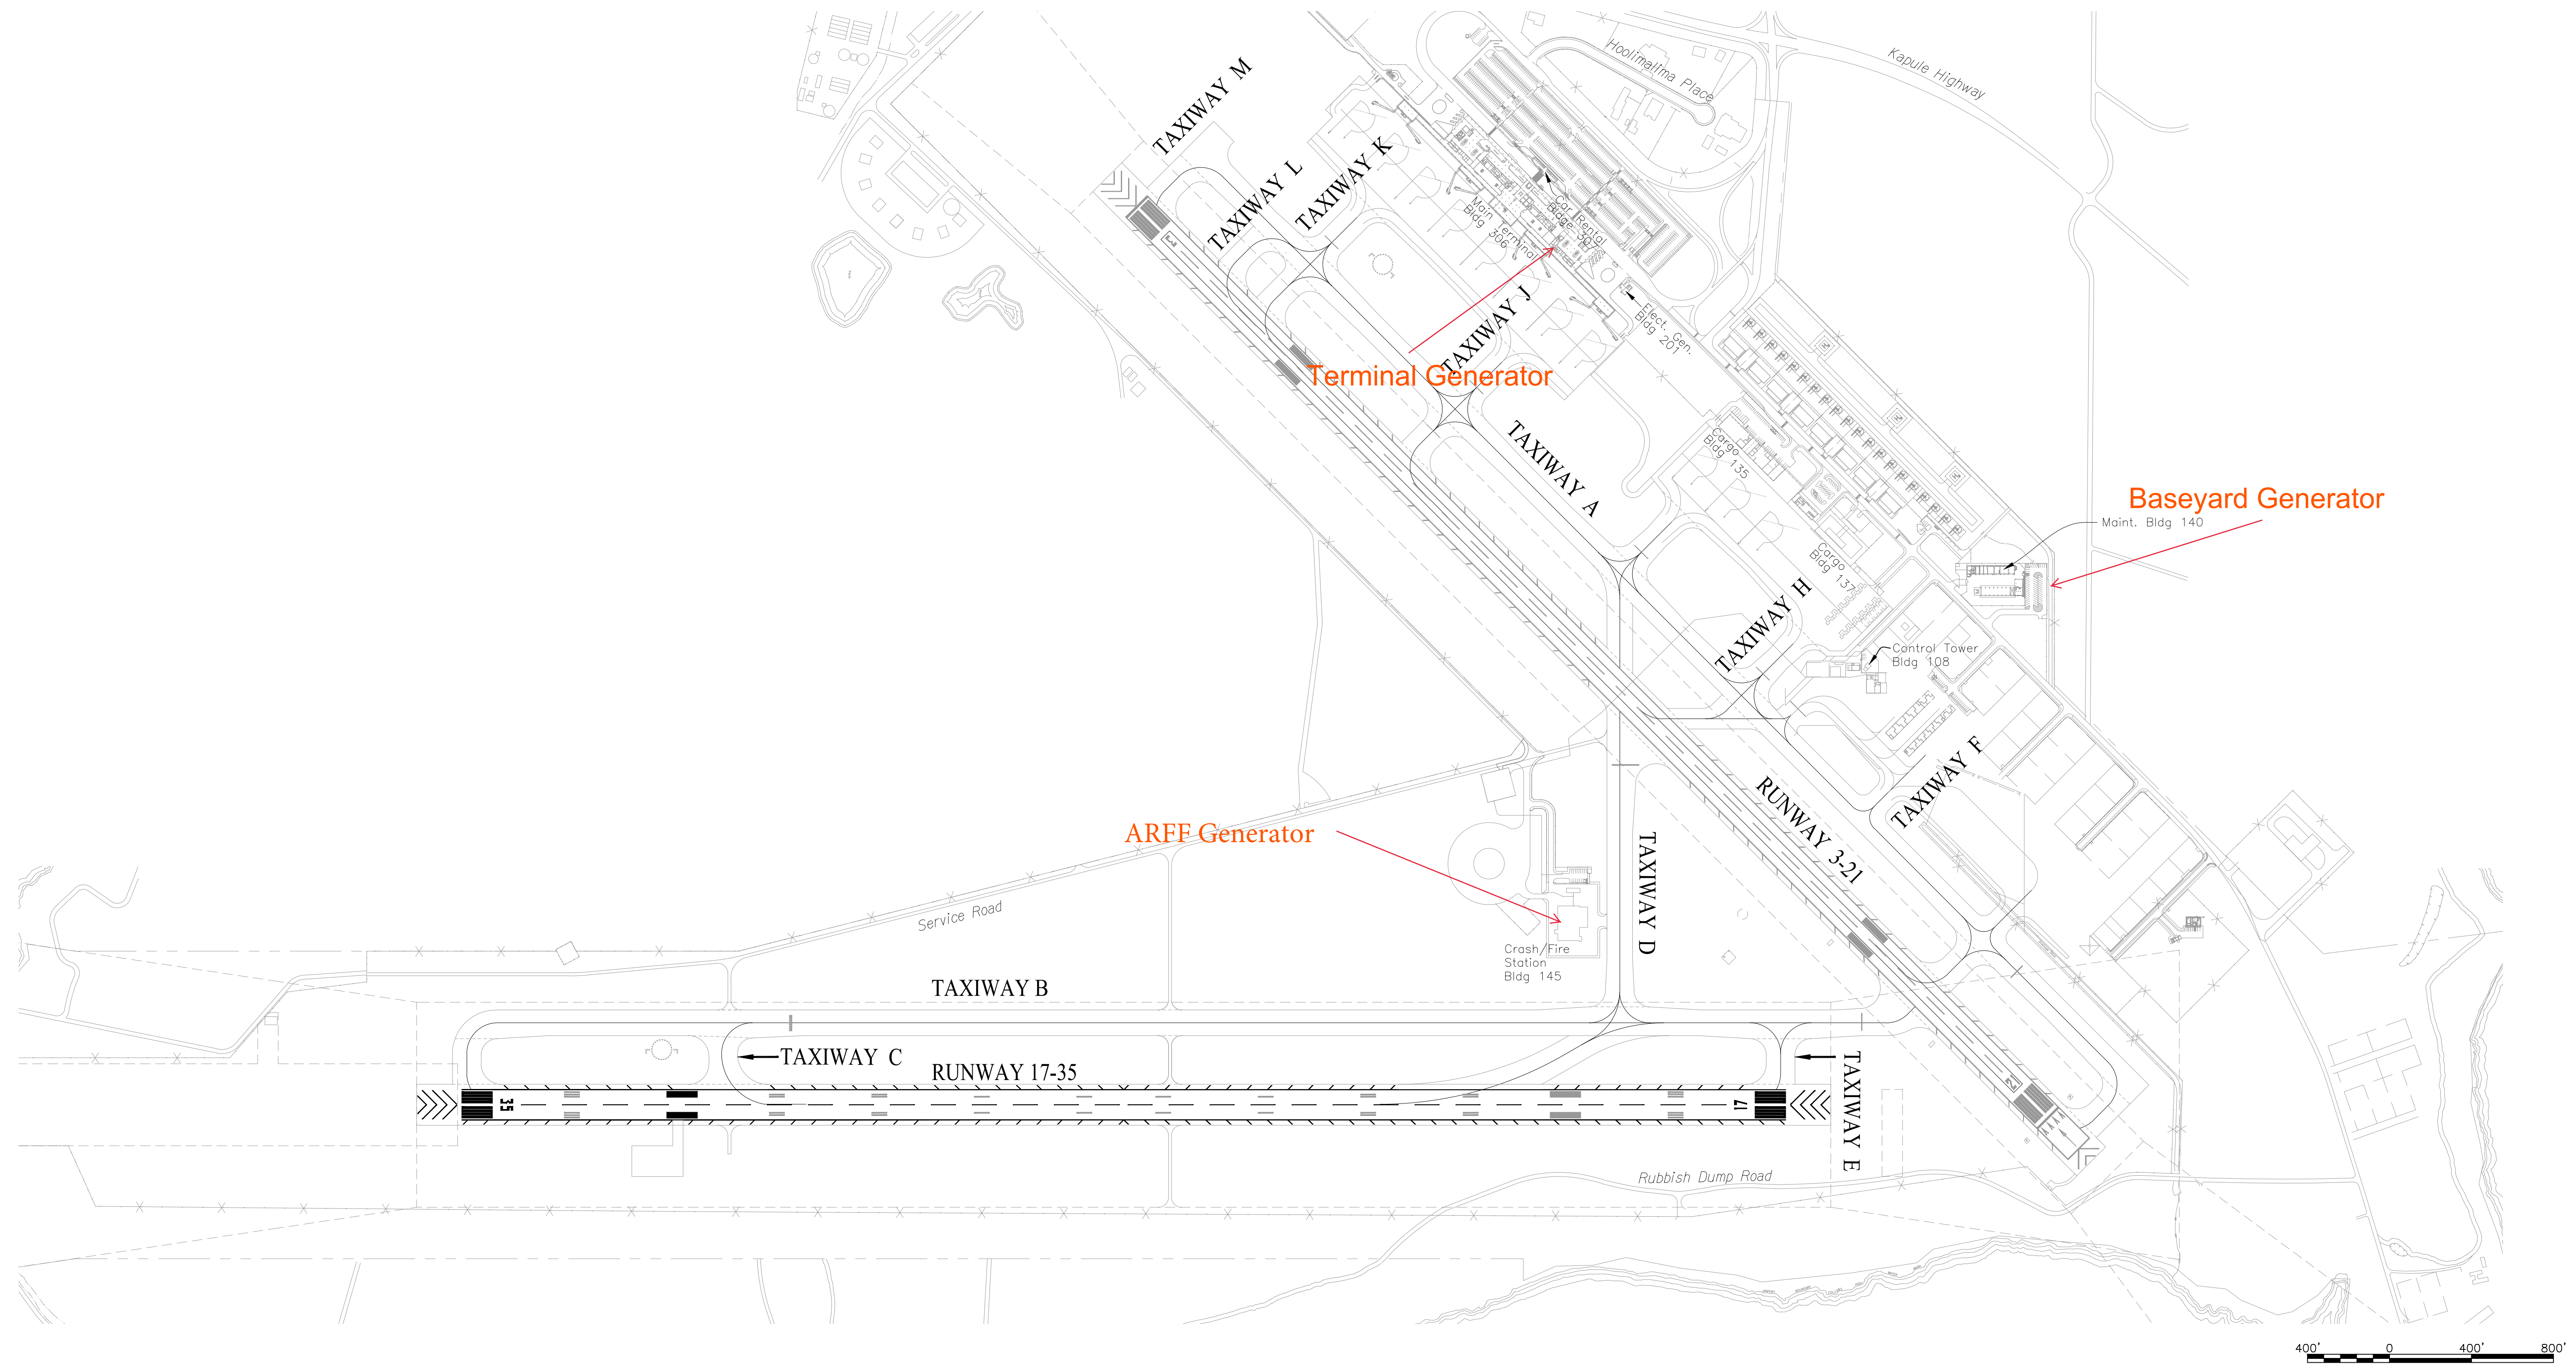 TAXIWAY M
Hoolimalima Place
Kapule Highway
TAXIWAY L
TAXIWAY K
Main Terminal
Bldg 306
Car Rental
Bldge 307
TAXIWAY J
Elect. Gen.
Bldg 201
Terminal Generator
TAXIWAY A
Cargo
Bldg 135
Baseyard Generator
Maint. Bldg 140
Cargo
Bldg 137
TAXIWAY H
Control Tower
Bldg 108
TAXIWAY F
RUNWAY 3-21
ARFF Generator
TAXIWAY D
Service Road
Crash/Fire
Station
Bldg 145
TAXIWAY B
TAXIWAY C
RUNWAY 17-35
TAXIWAY E
35
17
Rubbish Dump Road
400' 0 400' 800'